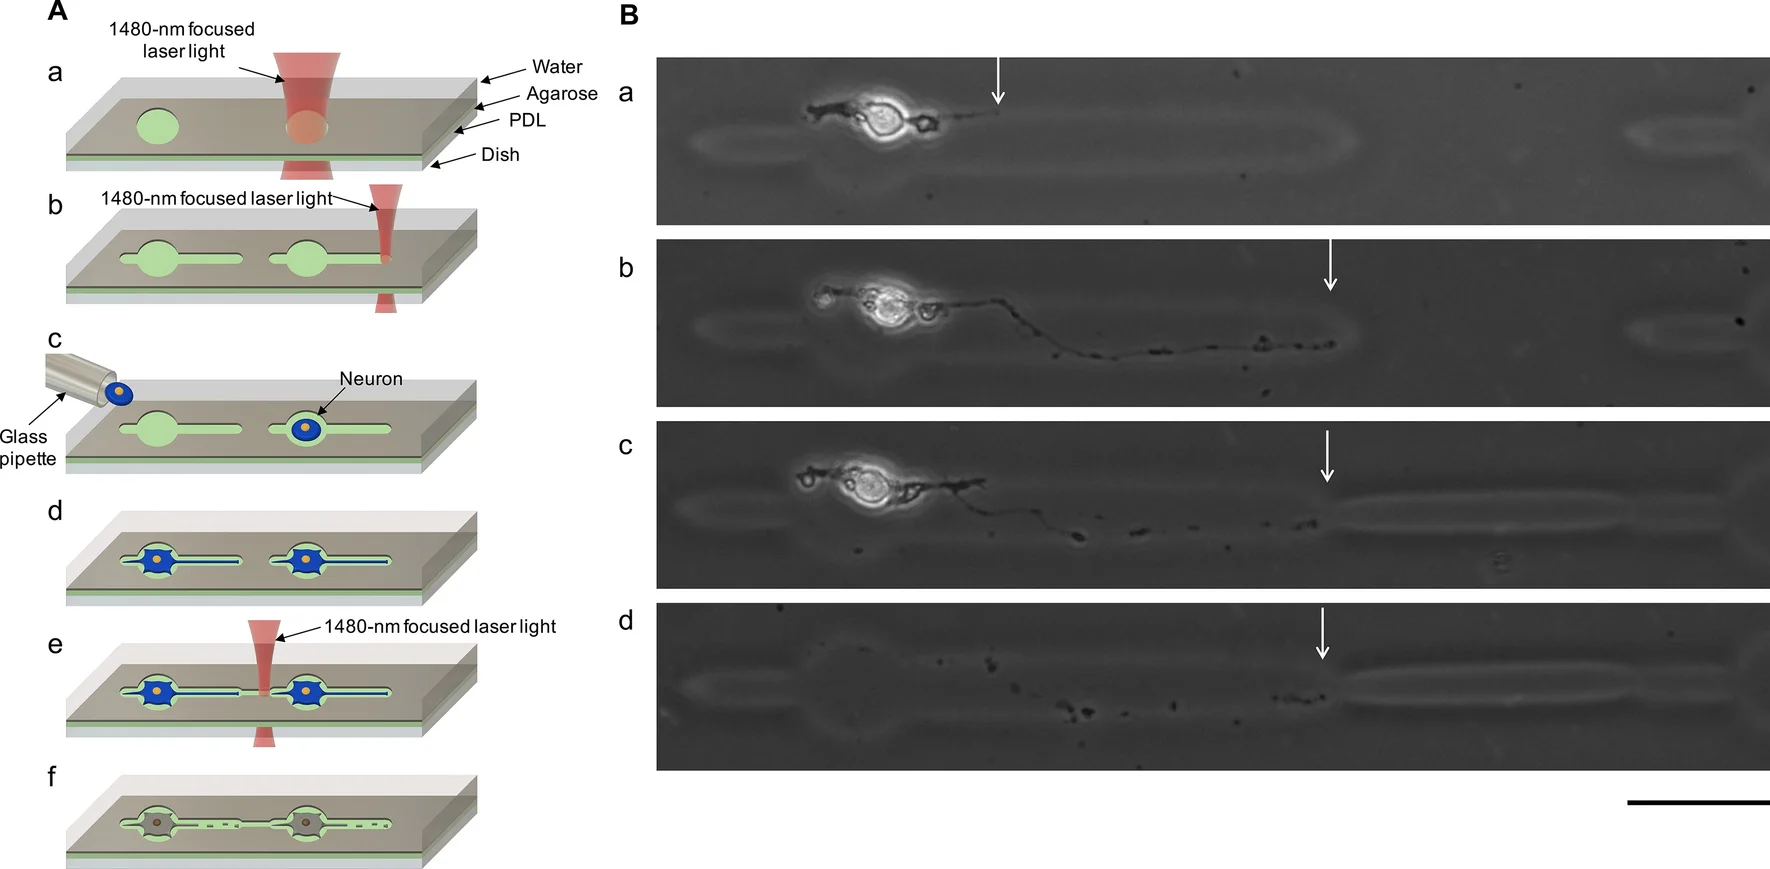 A
1480-nm focused
laser light
a
Water
Agarose
PDL
Dish
b
1480-nm focused laser light
c
Neuron
Glass
pipette
d
e
1480-nm focused laser light
f
B
a
b
c
d